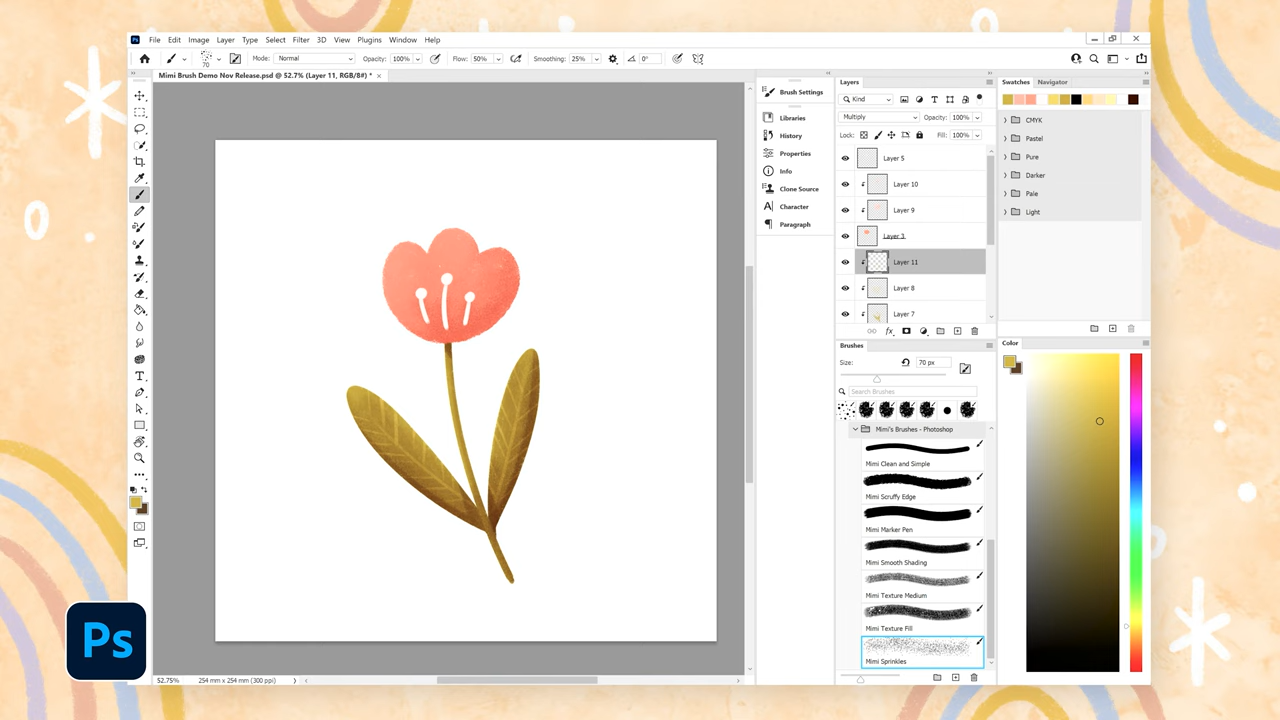 Ps File Edit Image Layer Type Select Filter 3D View Plugins Window Help
70 Mode: Normal Opacity: 100% Flow: 50% Smoothing: 25% 0°
Mimi Brush Demo Nov Release.psd @ 52.7% (Layer 11, RGB/8#) *
Brush Settings
Libraries
History
Properties
Info
Clone Source
Character
Paragraph
Layers
Kind
Multiply Opacity: 100%
Lock: Fill: 100%
Layer 5
Layer 10
Layer 9
Layer 3
Layer 11
Layer 8
Layer 7
fx
Brushes
Size: 70 px
Search Brushes
Mimi's Brushes - Photoshop
Mimi Clean and Simple
Mimi Scruffy Edge
Mimi Marker Pen
Mimi Smooth Shading
Mimi Texture Medium
Mimi Texture Fill
Mimi Sprinkles
Swatches Navigator
CMYK
Pastel
Pure
Darker
Pale
Light
Color
52.75% 254 mm x 254 mm (300 ppi)
Ps